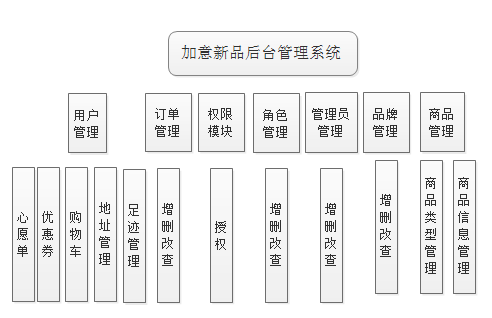 加意新品后台管理系统
用户
管理
订单
管理
权限
模块
角色
管理
管理员
管理
品牌
管理
商品
管理
心愿单
优惠券
购物车
地址管理
足迹管理
增删改查
授权
增删改查
增删改查
增删改查
商品类型管理
商品信息管理